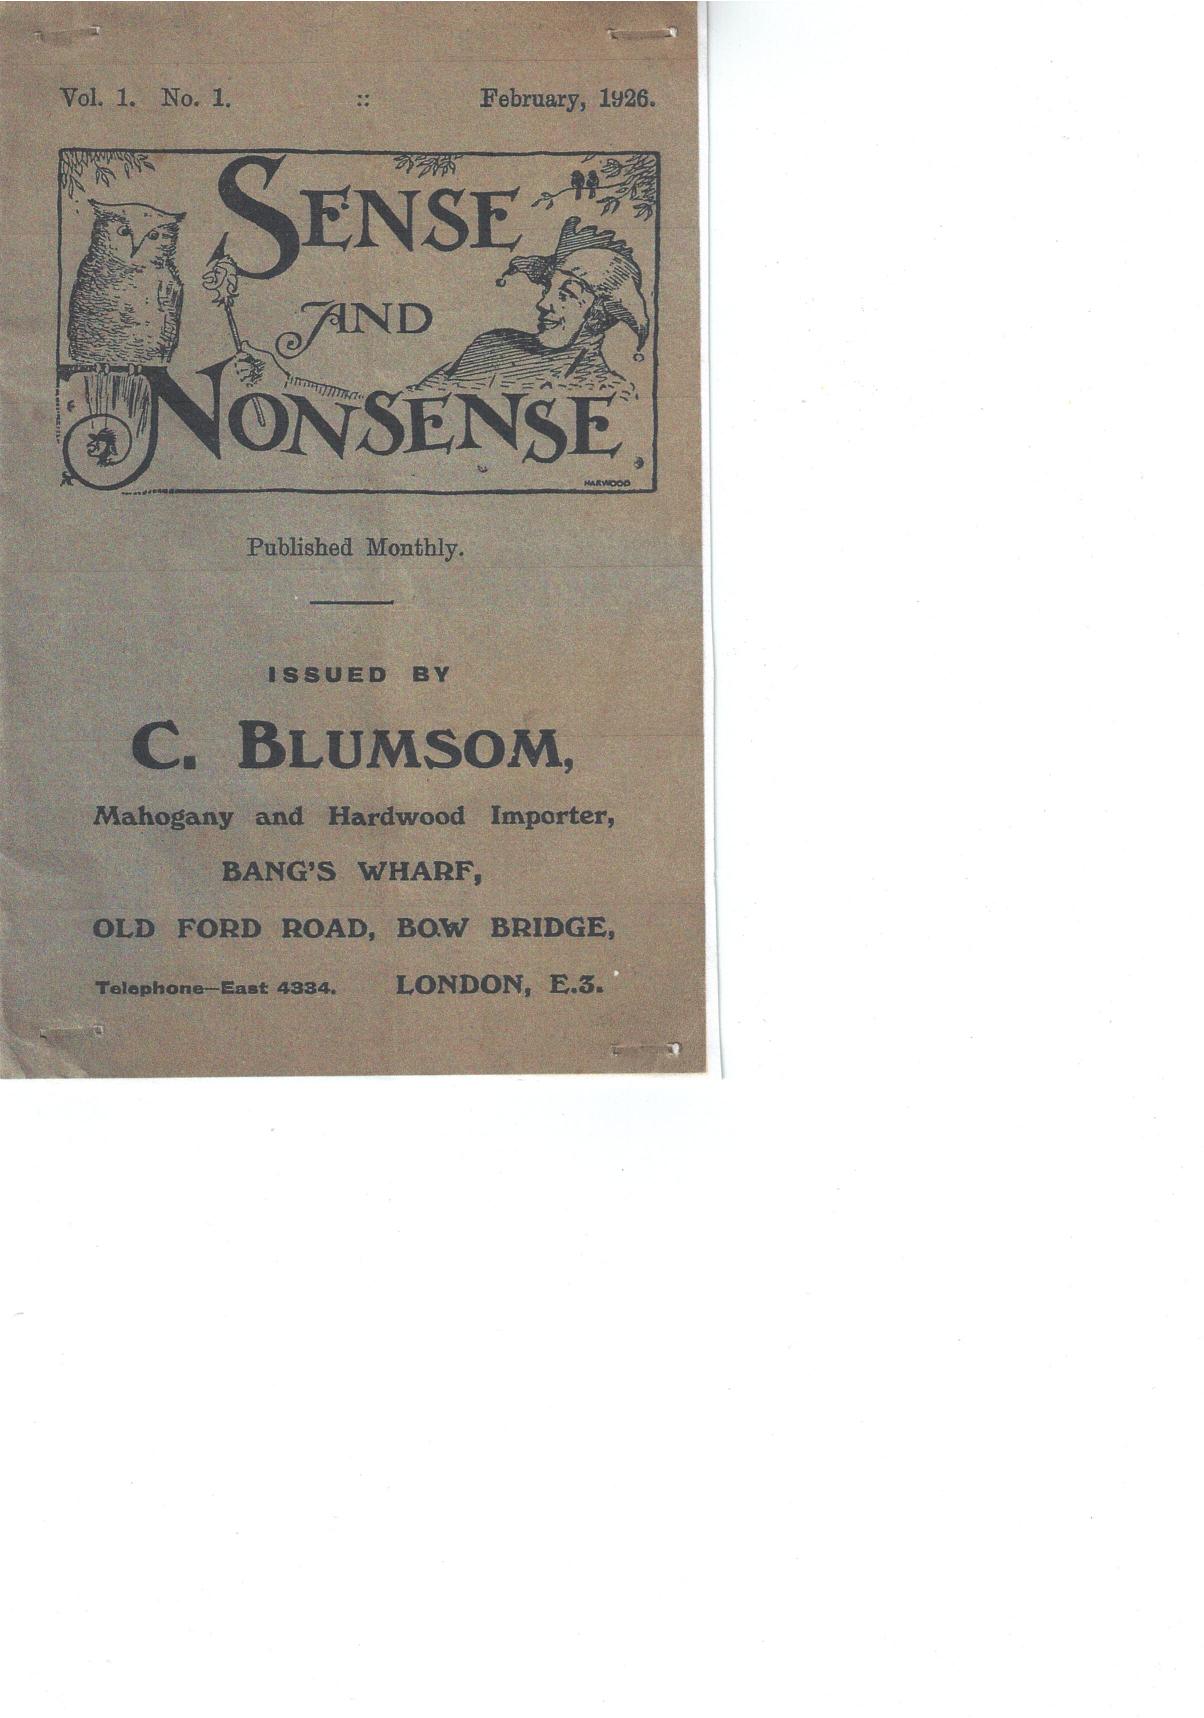 Vol. 1. No. 1. :: February, 1926.
SENSE
AND
NONSENSE
HARWOOD
Published Monthly.
ISSUED BY
C. BLUMSOM,
Mahogany and Hardwood Importer,
BANG'S WHARF,
OLD FORD ROAD, BOW BRIDGE,
Telephone—East 4334. LONDON, E.3.